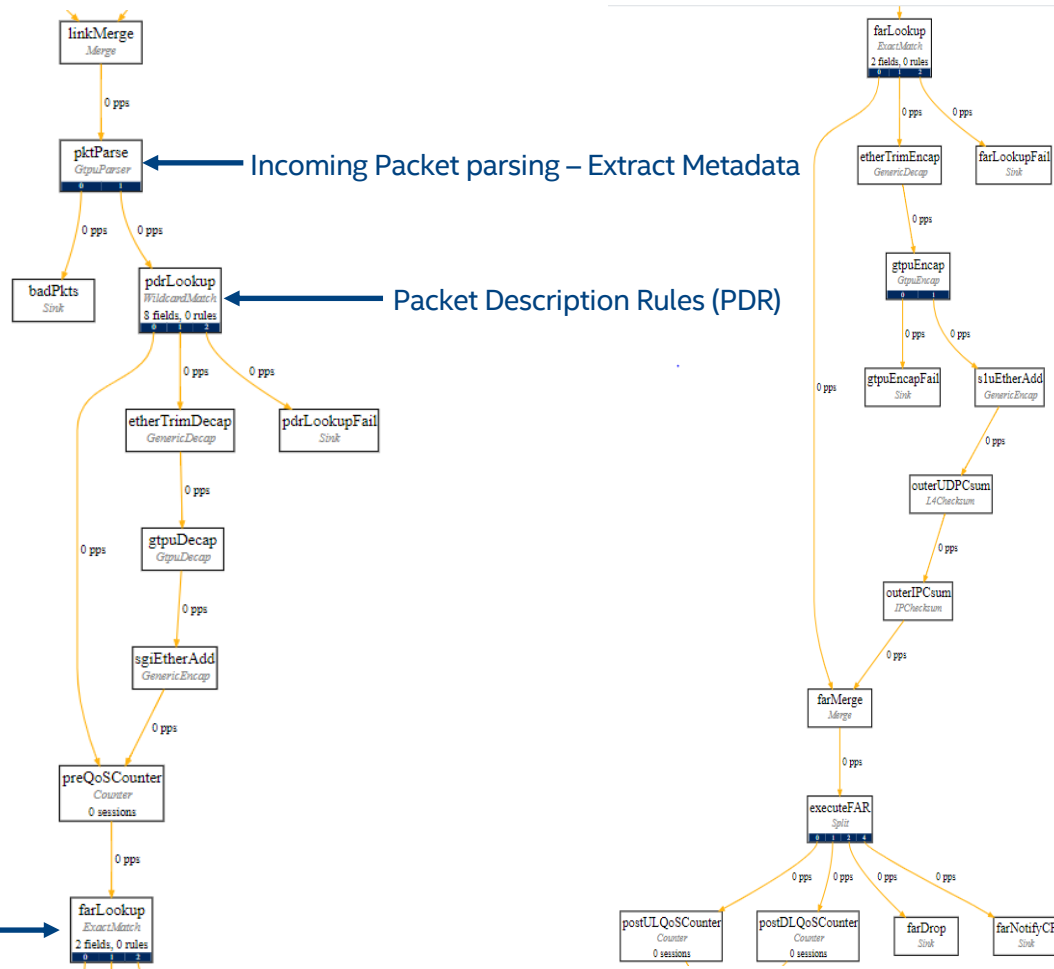 linkMerge
Merge
0 pps
pktParse
GtpuParser
0 1
Incoming Packet parsing – Extract Metadata
0 pps
0 pps
badPkts
Sink
pdrLookup
WildcardMatch
8 fields, 0 rules
0 1 2
Packet Description Rules (PDR)
0 pps
0 pps
etherTrimDecap
GenericDecap
pdrLookupFail
Sink
0 pps
0 pps
gtpuDecap
GtpuDecap
0 pps
sgiEtherAdd
GenericEncap
0 pps
preQoSCounter
Counter
0 sessions
0 pps
farLookup
ExactMatch
2 fields, 0 rules
0 1 2
farLookup
ExactMatch
2 fields, 0 rules
0 1 2
0 pps
0 pps
etherTrimEncap
GenericDecap
farLookupFail
Sink
0 pps
gtpuEncap
GtpuEncap
0 1
0 pps
0 pps
0 pps
gtpuEncapFail
Sink
s1uEtherAdd
GenericEncap
0 pps
outerUDPCsum
L4Checksum
0 pps
outerIPCsum
IPChecksum
0 pps
farMerge
Merge
0 pps
executeFAR
Split
0 1 2 4
0 pps
0 pps
0 pps
0 pps
postULQoSCounter
Counter
0 sessions
postDLQoSCounter
Counter
0 sessions
farDrop
Sink
farNotifyCP
Sink